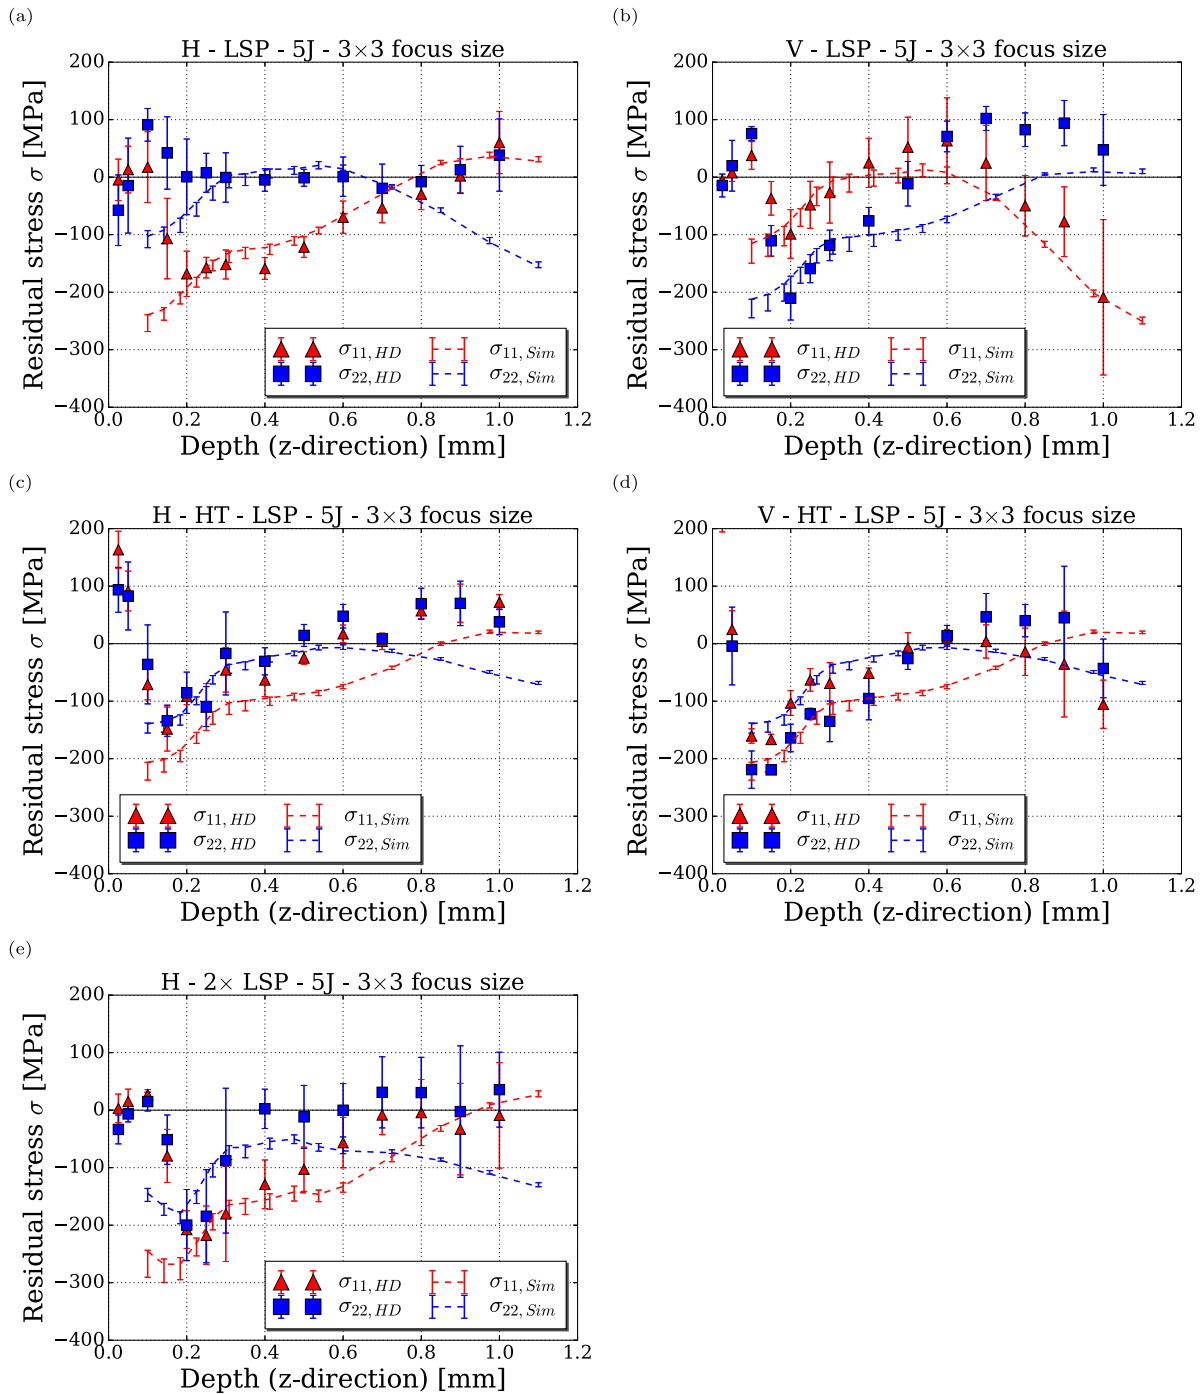 (a)
H - LSP - 5J - 3×3 focus size
Residual stress σ [MPa]
200
100
0
−100
−200
−300
−400
σ11,HD
σ22,HD
σ11,Sim
σ22,Sim
0.0 0.2 0.4 0.6 0.8 1.0 1.2
Depth (z-direction) [mm]
(b)
V - LSP - 5J - 3×3 focus size
Residual stress σ [MPa]
200
100
0
−100
−200
−300
−400
σ11,HD
σ22,HD
σ11,Sim
σ22,Sim
0.0 0.2 0.4 0.6 0.8 1.0 1.2
Depth (z-direction) [mm]
(c)
H - HT - LSP - 5J - 3×3 focus size
Residual stress σ [MPa]
200
100
0
−100
−200
−300
−400
σ11,HD
σ22,HD
σ11,Sim
σ22,Sim
0.0 0.2 0.4 0.6 0.8 1.0 1.2
Depth (z-direction) [mm]
(d)
V - HT - LSP - 5J - 3×3 focus size
Residual stress σ [MPa]
200
100
0
−100
−200
−300
−400
σ11,HD
σ22,HD
σ11,Sim
σ22,Sim
0.0 0.2 0.4 0.6 0.8 1.0 1.2
Depth (z-direction) [mm]
(e)
H - 2× LSP - 5J - 3×3 focus size
Residual stress σ [MPa]
200
100
0
−100
−200
−300
−400
σ11,HD
σ22,HD
σ11,Sim
σ22,Sim
0.0 0.2 0.4 0.6 0.8 1.0 1.2
Depth (z-direction) [mm]